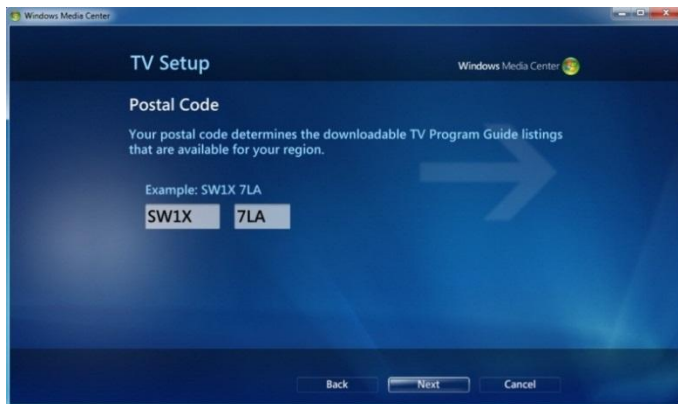 Windows Media Center
TV Setup
Windows Media Center
Postal Code
Your postal code determines the downloadable TV Program Guide listings
that are available for your region.
Example: SW1X 7LA
SW1X 7LA
Back Next Cancel